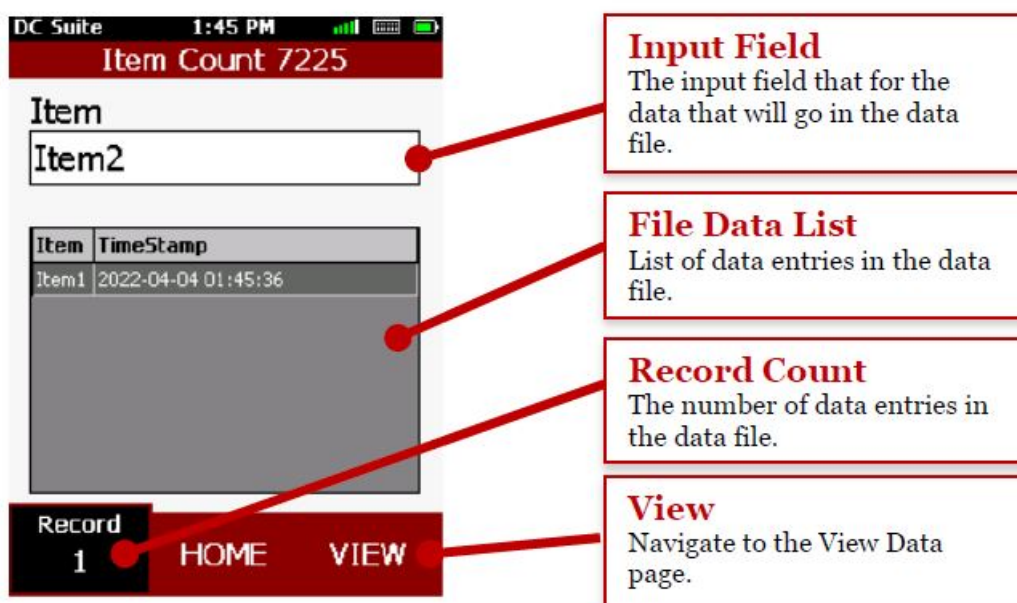 DC Suite 1:45 PM
Item Count 7225
Item
Item2
Item TimeStamp
Item1 2022-04-04 01:45:36
Record
1
HOME
VIEW
Input Field
The input field that for the
data that will go in the data
file.
File Data List
List of data entries in the data
file.
Record Count
The number of data entries in
the data file.
View
Navigate to the View Data
page.